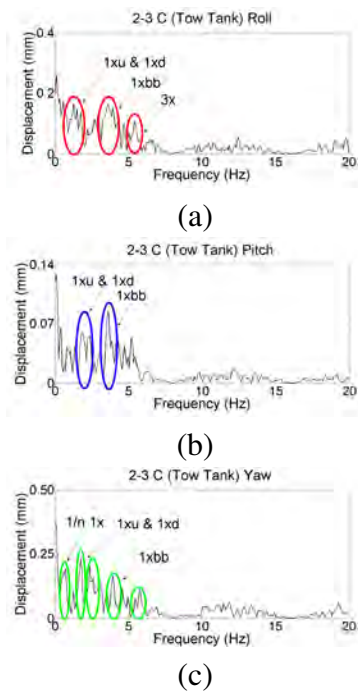 2-3 C (Tow Tank) Roll
0.4
1xu & 1xd
1xbb
0.2
3x
Displacement (mm)
0
0 5 10 15 20
Frequency (Hz)
(a)
2-3 C (Tow Tank) Pitch
0.14
1xu & 1xd
1xbb
0.07
Displacement (mm)
0
0 5 10 15 20
Frequency (Hz)
(b)
2-3 C (Tow Tank) Yaw
0.50
1/n 1x 1xu & 1xd
1xbb
0.25
Displacement (mm)
0
0 5 10 15 20
Frequency (Hz)
(c)